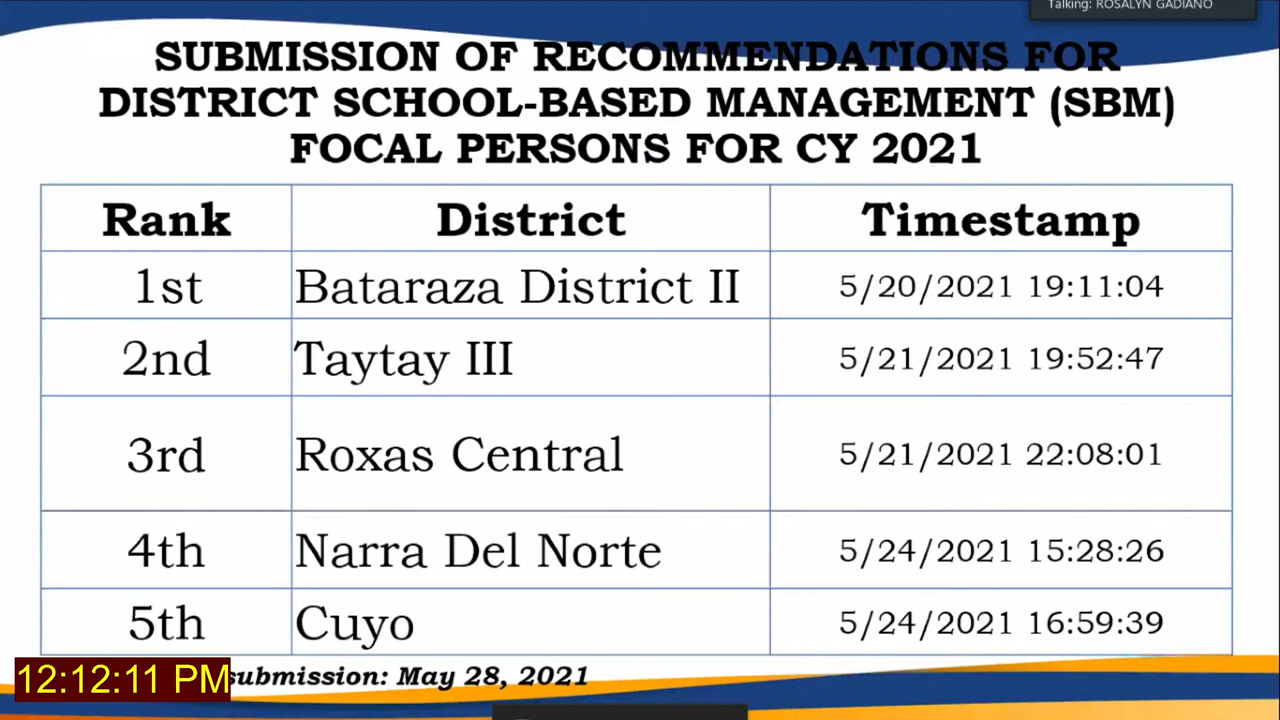 Talking: ROSALYN GADIANO
SUBMISSION OF RECOMMENDATIONS FOR
DISTRICT SCHOOL-BASED MANAGEMENT (SBM)
FOCAL PERSONS FOR CY 2021
Rank District Timestamp
1st Bataraza District II 5/20/2021 19:11:04
2nd Taytay III 5/21/2021 19:52:47
3rd Roxas Central 5/21/2021 22:08:01
4th Narra Del Norte 5/24/2021 15:28:26
5th Cuyo 5/24/2021 16:59:39
12:12:11 PM submission: May 28, 2021